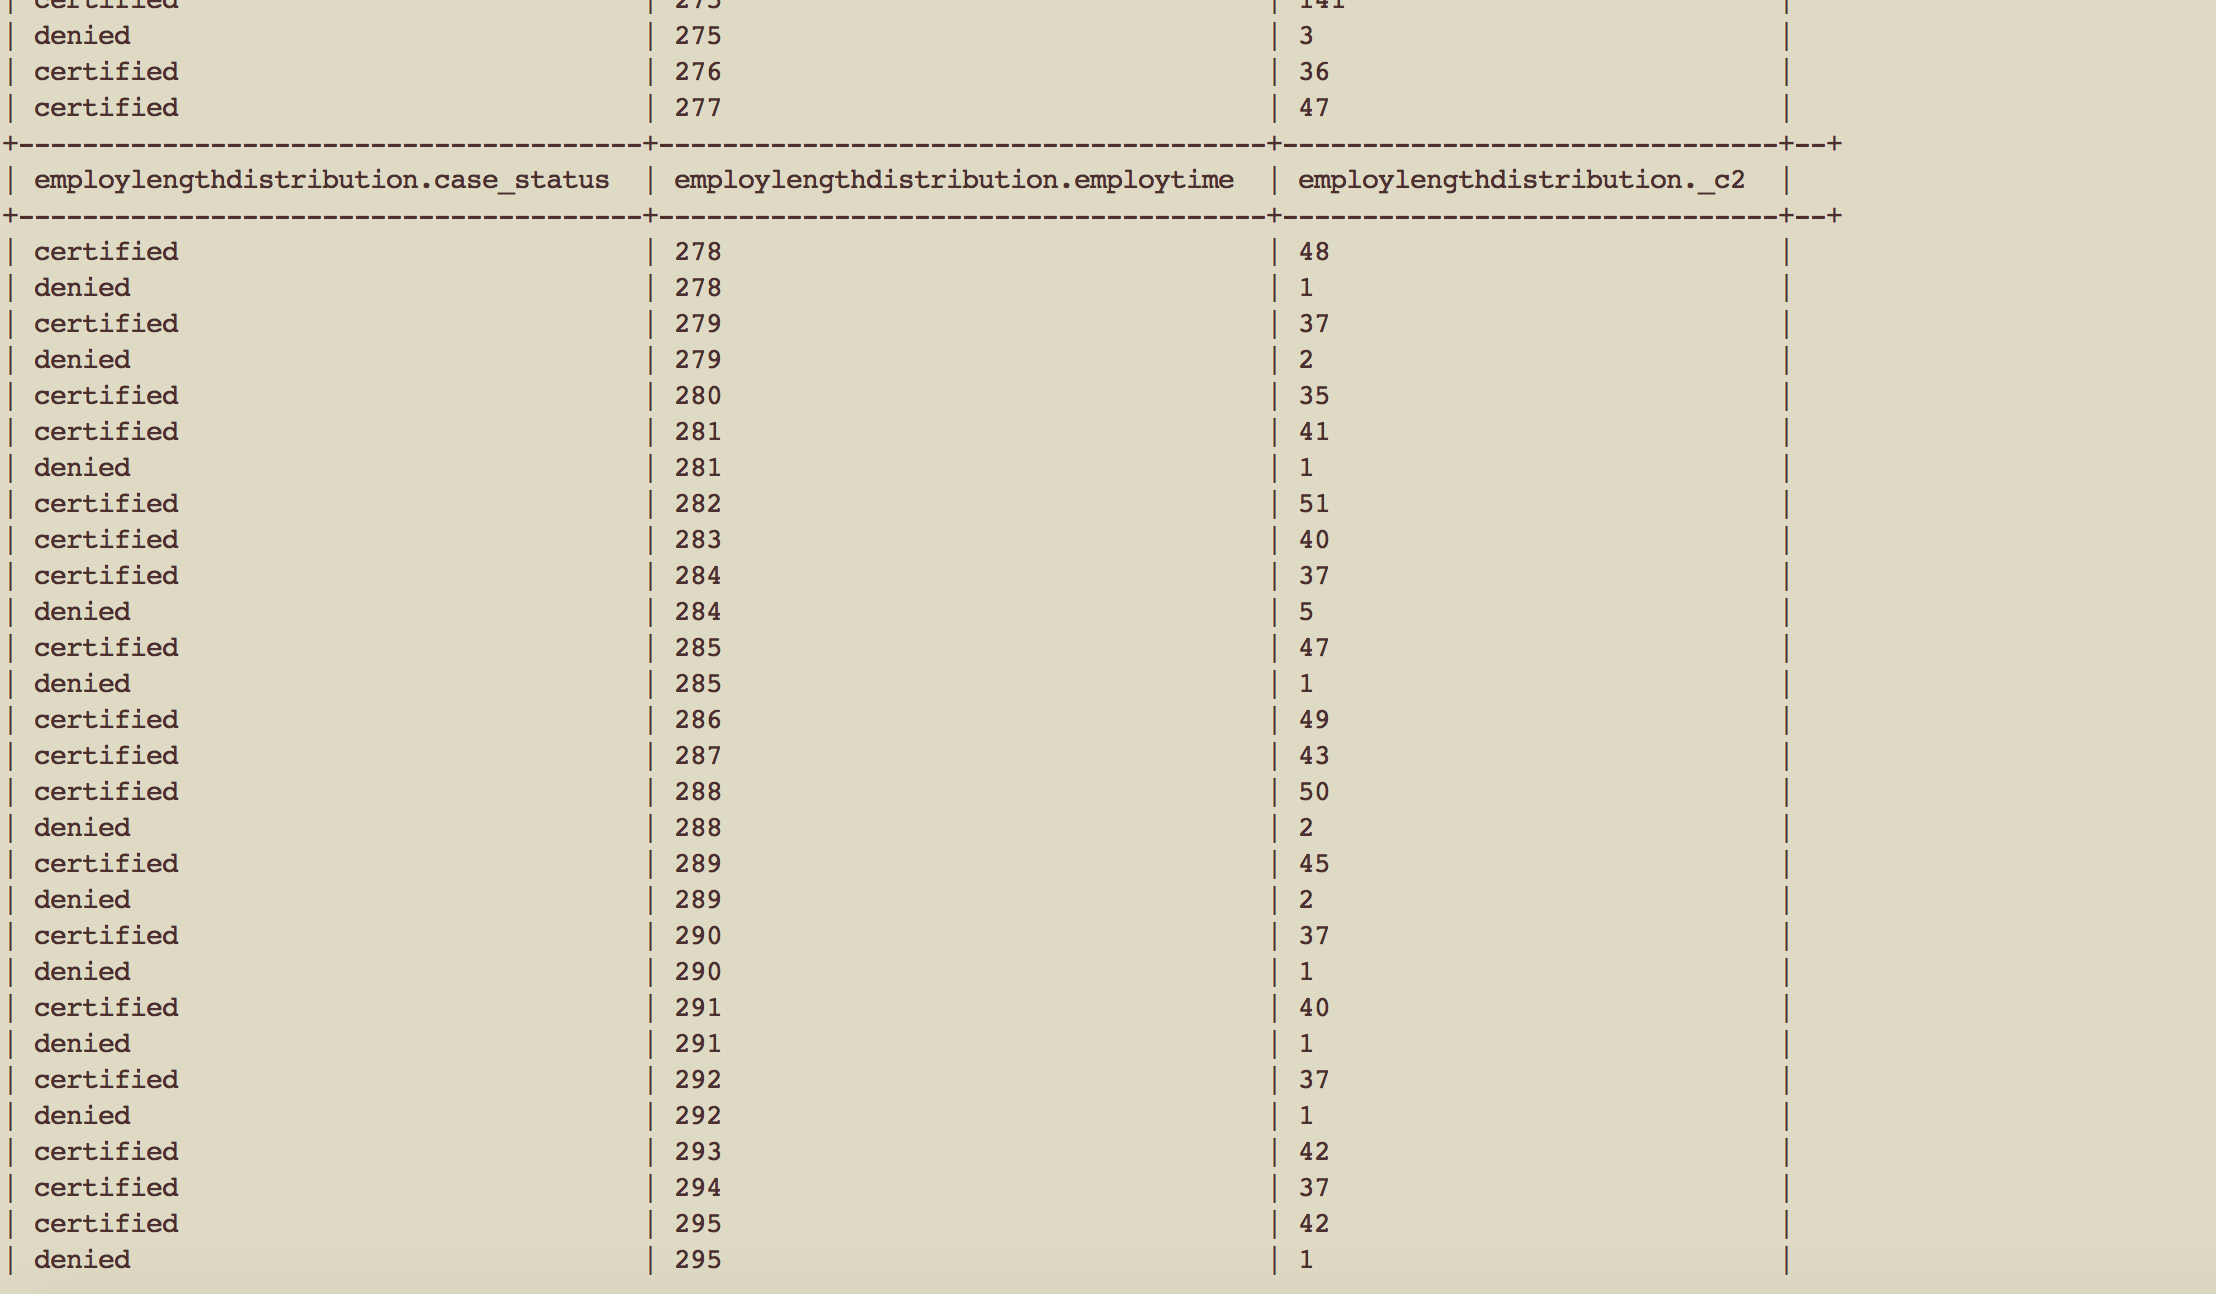 | certified | 275 | 141 |
| denied | 275 | 3 |
| certified | 276 | 36 |
| certified | 277 | 47 |
+---------------------------------------+--------------------------------------+-------------------------------+--+
| employlengthdistribution.case_status | employlengthdistribution.employtime | employlengthdistribution._c2 |
+---------------------------------------+--------------------------------------+-------------------------------+--+
| certified | 278 | 48 |
| denied | 278 | 1 |
| certified | 279 | 37 |
| denied | 279 | 2 |
| certified | 280 | 35 |
| certified | 281 | 41 |
| denied | 281 | 1 |
| certified | 282 | 51 |
| certified | 283 | 40 |
| certified | 284 | 37 |
| denied | 284 | 5 |
| certified | 285 | 47 |
| denied | 285 | 1 |
| certified | 286 | 49 |
| certified | 287 | 43 |
| certified | 288 | 50 |
| denied | 288 | 2 |
| certified | 289 | 45 |
| denied | 289 | 2 |
| certified | 290 | 37 |
| denied | 290 | 1 |
| certified | 291 | 40 |
| denied | 291 | 1 |
| certified | 292 | 37 |
| denied | 292 | 1 |
| certified | 293 | 42 |
| certified | 294 | 37 |
| certified | 295 | 42 |
| denied | 295 | 1 |